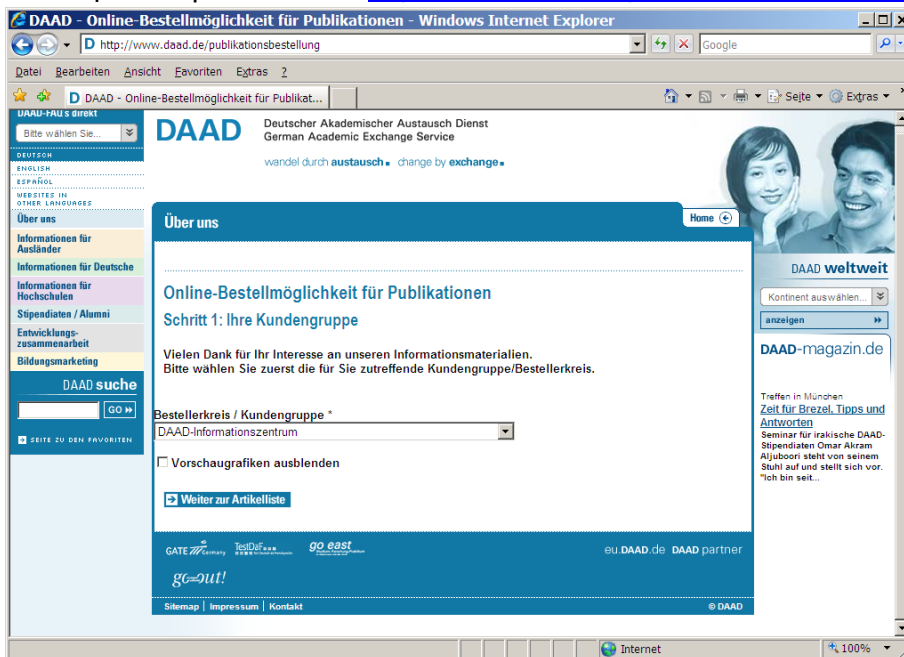 DAAD - Online-Bestellmöglichkeit für Publikationen - Windows Internet Explorer
http://www.daad.de/publikationsbestellung
Google
Datei Bearbeiten Ansicht Favoriten Extras ?
DAAD - Online-Bestellmöglichkeit für Publikat...
Seite
Extras
DAAD-FAQ's direkt
Bitte wählen Sie...
DEUTSCH
ENGLISH
ESPAÑOL
WEBSITES IN
OTHER LANGUAGES
Über uns
Informationen für
Ausländer
Informationen für Deutsche
Informationen für
Hochschulen
Stipendiaten / Alumni
Entwicklungs-
zusammenarbeit
Bildungsmarketing
DAAD suche
GO
SEITE ZU DEN FAVORITEN
DAAD
Deutscher Akademischer Austausch Dienst
German Academic Exchange Service
wandel durch austausch change by exchange
Über uns
Home
Online-Bestellmöglichkeit für Publikationen
Schritt 1: Ihre Kundengruppe
Vielen Dank für Ihr Interesse an unseren Informationsmaterialien.
Bitte wählen Sie zuerst die für Sie zutreffende Kundengruppe/Bestellerkreis.
Bestellerkreis / Kundengruppe *
DAAD-Informationszentrum
Vorschaugrafiken ausblenden
Weiter zur Artikelliste
GATE Germany
TestDaF
go east
eu.DAAD.de DAAD partner
go out!
Sitemap | Impressum | Kontakt
© DAAD
DAAD weltweit
Kontinent auswählen...
anzeigen
DAAD-magazin.de
Treffen in München
Zeit für Brezel, Tipps und
Antworten
Seminar für irakische DAAD-
Stipendiaten Omar Akram
Aljuboori steht von seinem
Stuhl auf und stellt sich vor.
"Ich bin seit...
Internet
100%